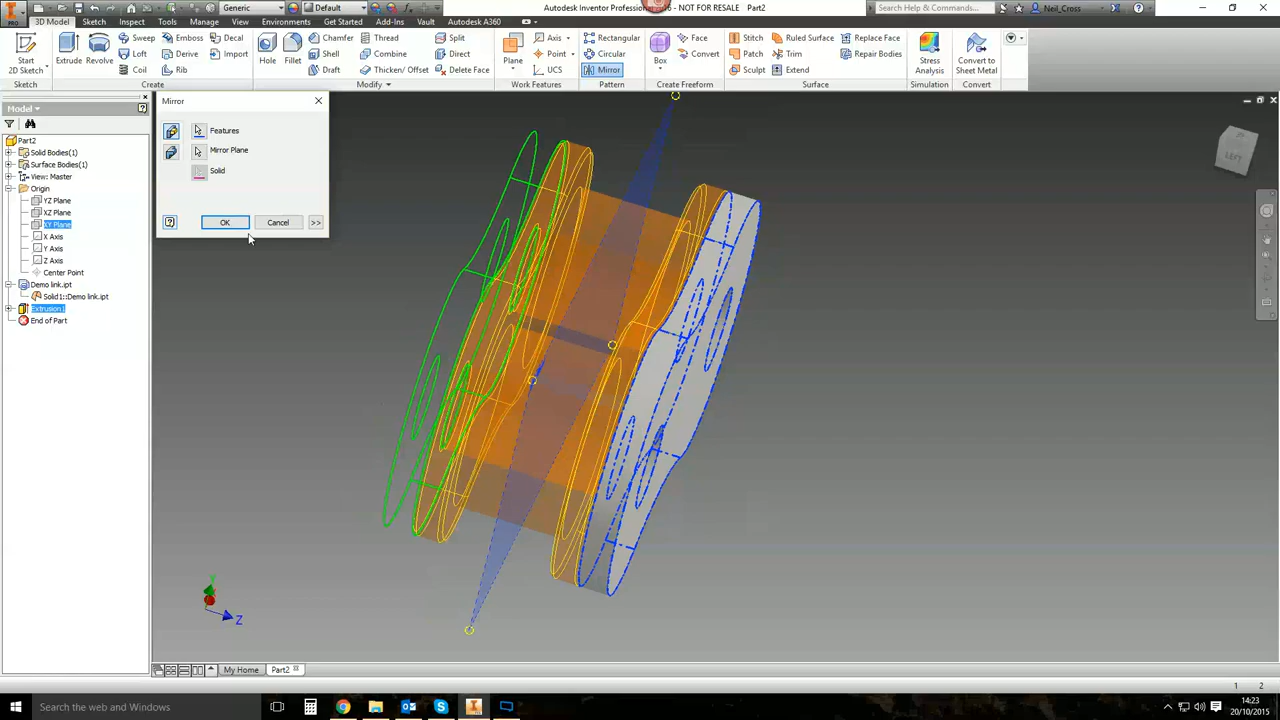 Generic
Default
Autodesk Inventor Professional
- NOT FOR RELEASE
Part2
Search Help & Commands...
Neil_Cross
PRO
3D Model
Sketch
Inspect
Tools
Manage
View
Environments
Get Started
Add-Ins
Vault
Autodesk A360
Start
2D Sketch
Sketch
Extrude
Revolve
Sweep
Loft
Coil
Emboss
Derive
Rib
Decal
Import
Create
Hole
Fillet
Chamfer
Shell
Draft
Thread
Combine
Thicken/ Offset
Split
Direct
Delete Face
Modify
Plane
Axis
Point
UCS
Work Features
Rectangular
Circular
Mirror
Pattern
Box
Face
Convert
Create Freeform
Stitch
Patch
Sculpt
Ruled Surface
Trim
Extend
Replace Face
Repair Bodies
Surface
Stress
Analysis
Simulation
Convert to
Sheet Metal
Convert
Model
Part2
Solid Bodies(1)
Surface Bodies(1)
View: Master
Origin
YZ Plane
XZ Plane
XY Plane
X Axis
Y Axis
Z Axis
Center Point
Demo link.ipt
Solid1::Demo link.ipt
Extrusion1
End of Part
Mirror
Features
Mirror Plane
Solid
OK
Cancel
>>
LEFT
Y
Z
My Home
Part2
1 2
Search the web and Windows
14:23
20/10/2015